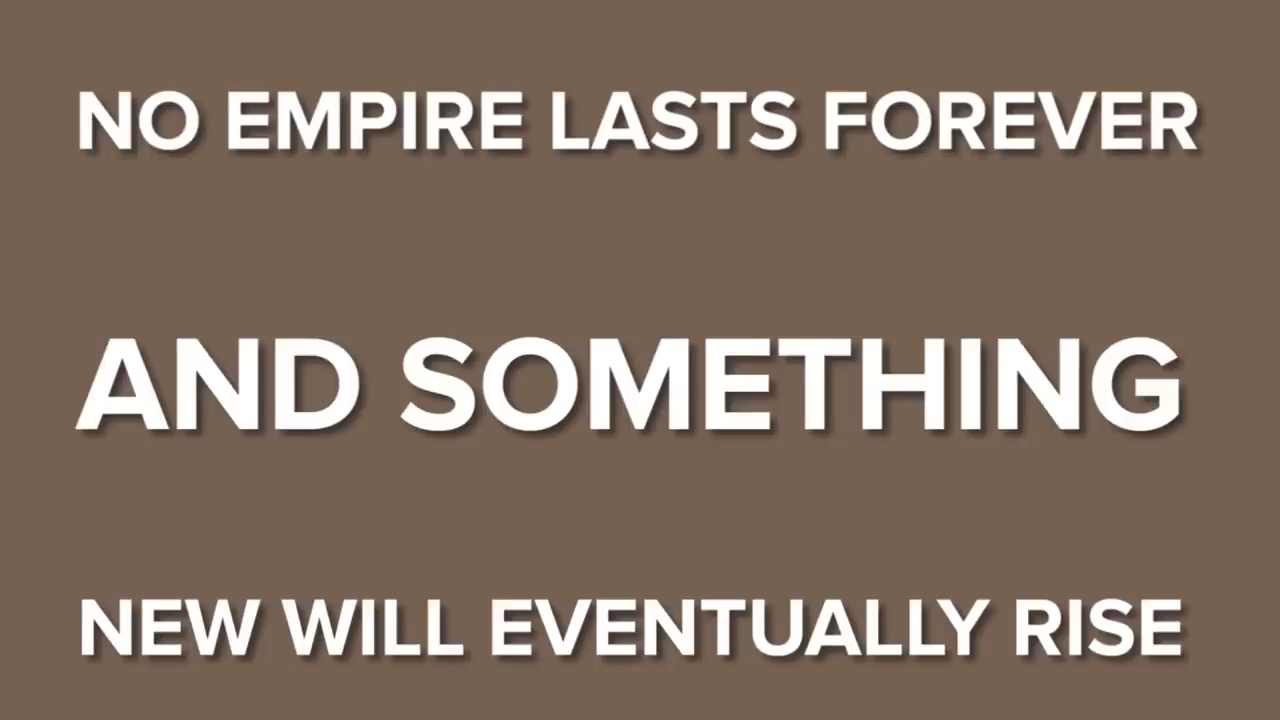 NO EMPIRE LASTS FOREVER
AND SOMETHING
NEW WILL EVENTUALLY RISE